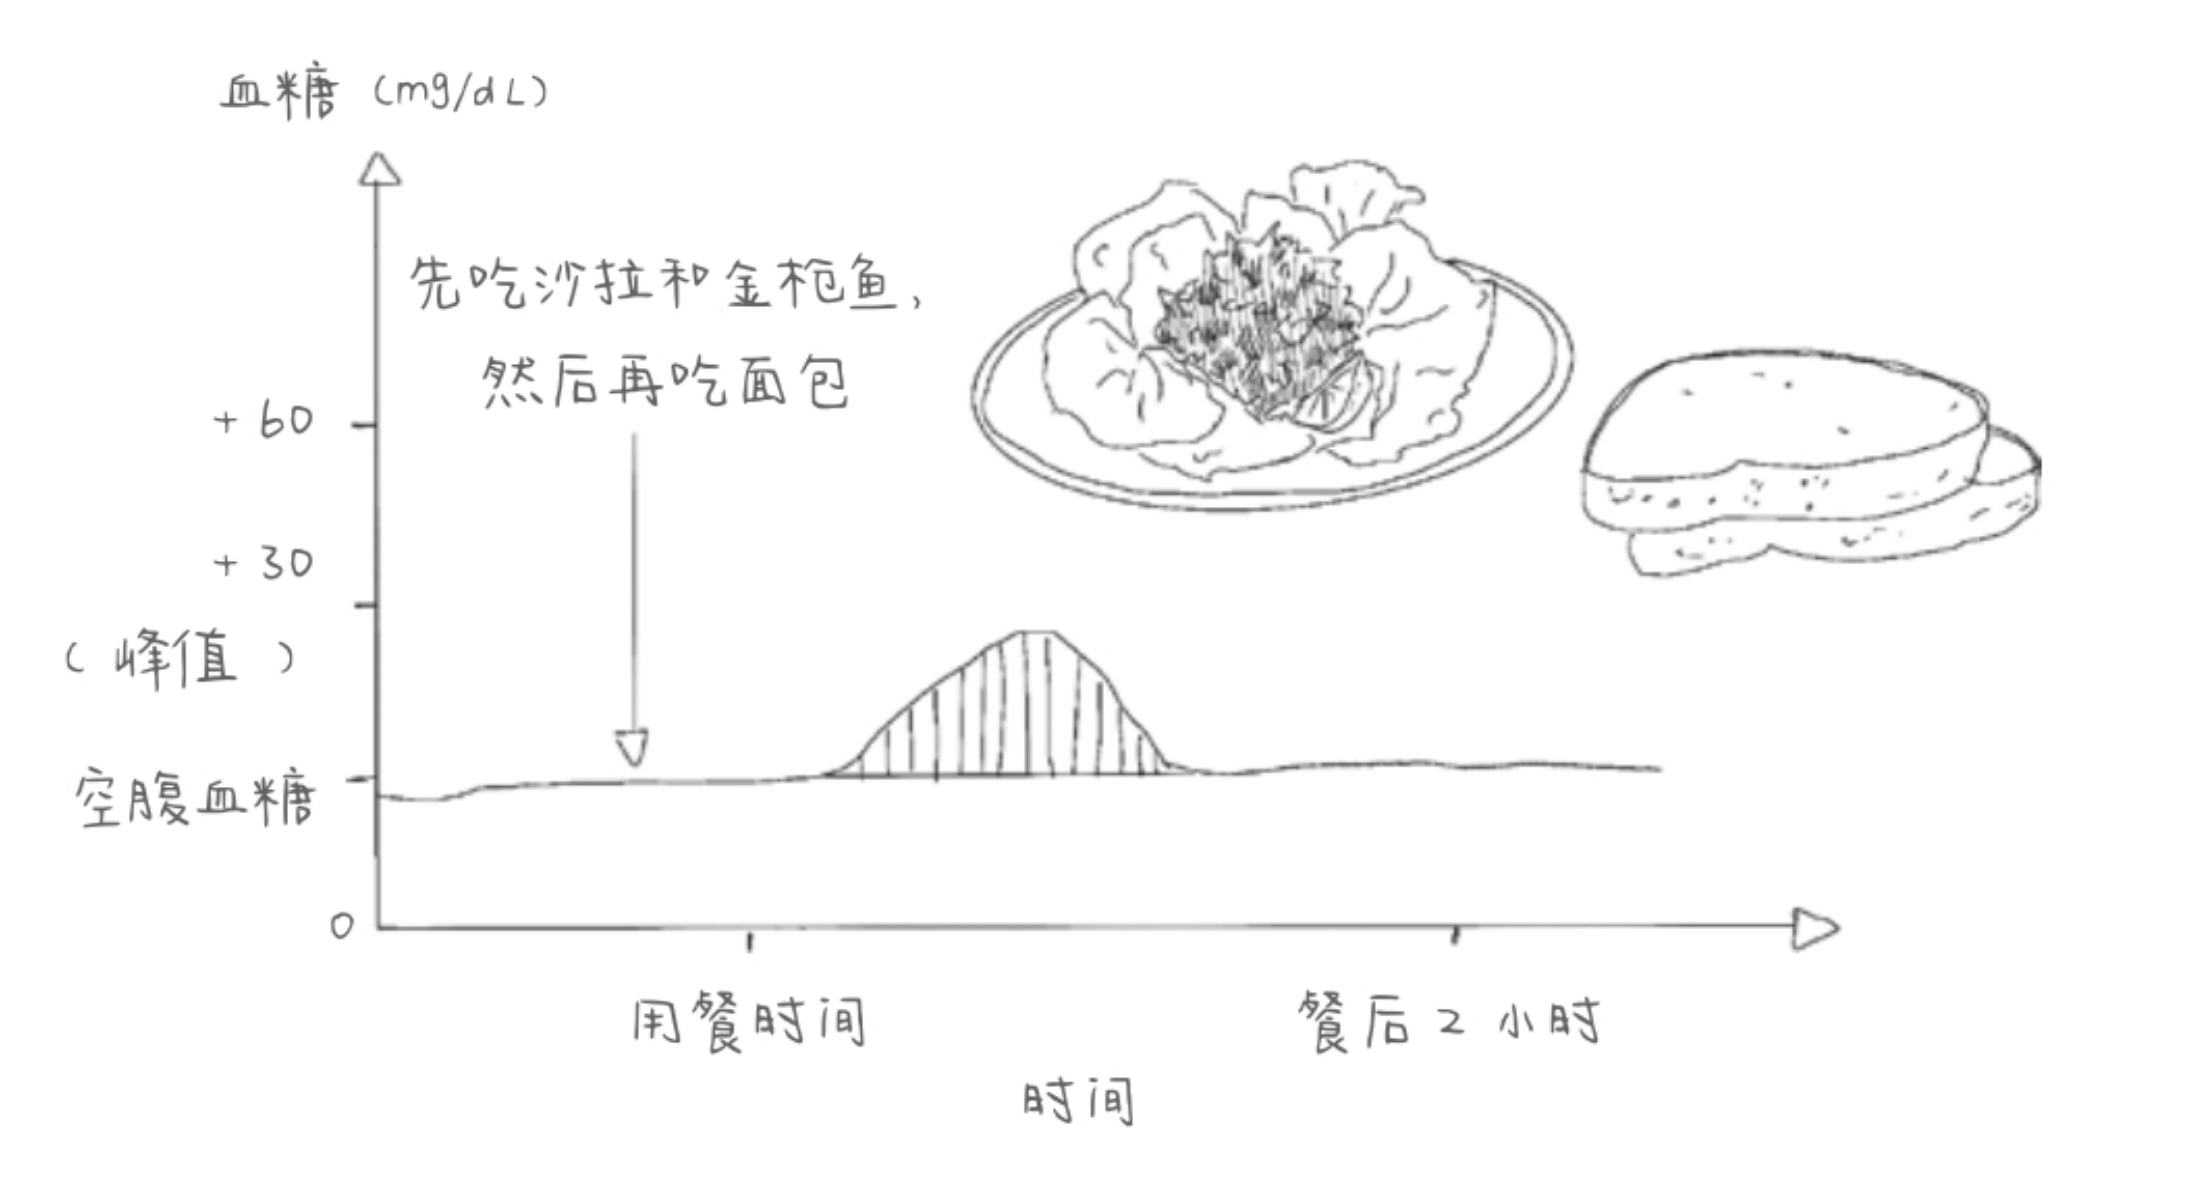 血糖 (mg/dL)
先吃沙拉和金枪鱼,
然后再吃面包
+ 60
+ 30
( 峰值 )
空腹血糖
0
用餐时间
餐后 2 小时
时间